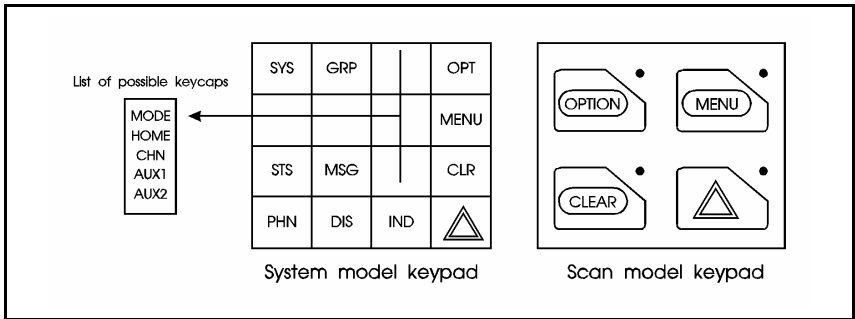 List of possible keycaps
MODE
HOME
CHN
AUX1
AUX2
SYS GRP OPT
MENU
STS MSG CLR
PHN DIS IND
System model keypad
OPTION MENU
CLEAR
Scan model keypad